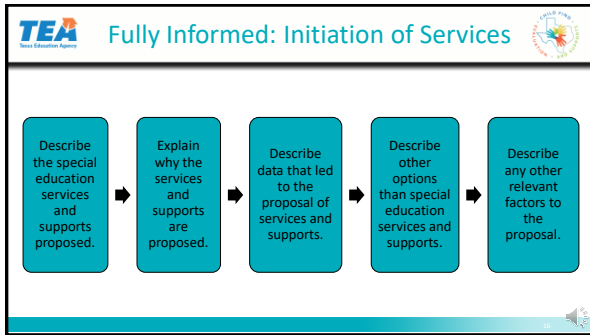 TEA
Texas Education Agency
Fully Informed: Initiation of Services
CHILD FIND
Describe
the special
education
services
and
supports
proposed.
Explain
why the
services
and
supports
are
proposed.
Describe
data that led
to the
proposal of
services and
supports.
Describe
other
options
than special
education
services and
supports.
Describe
any other
relevant
factors to
the
proposal.